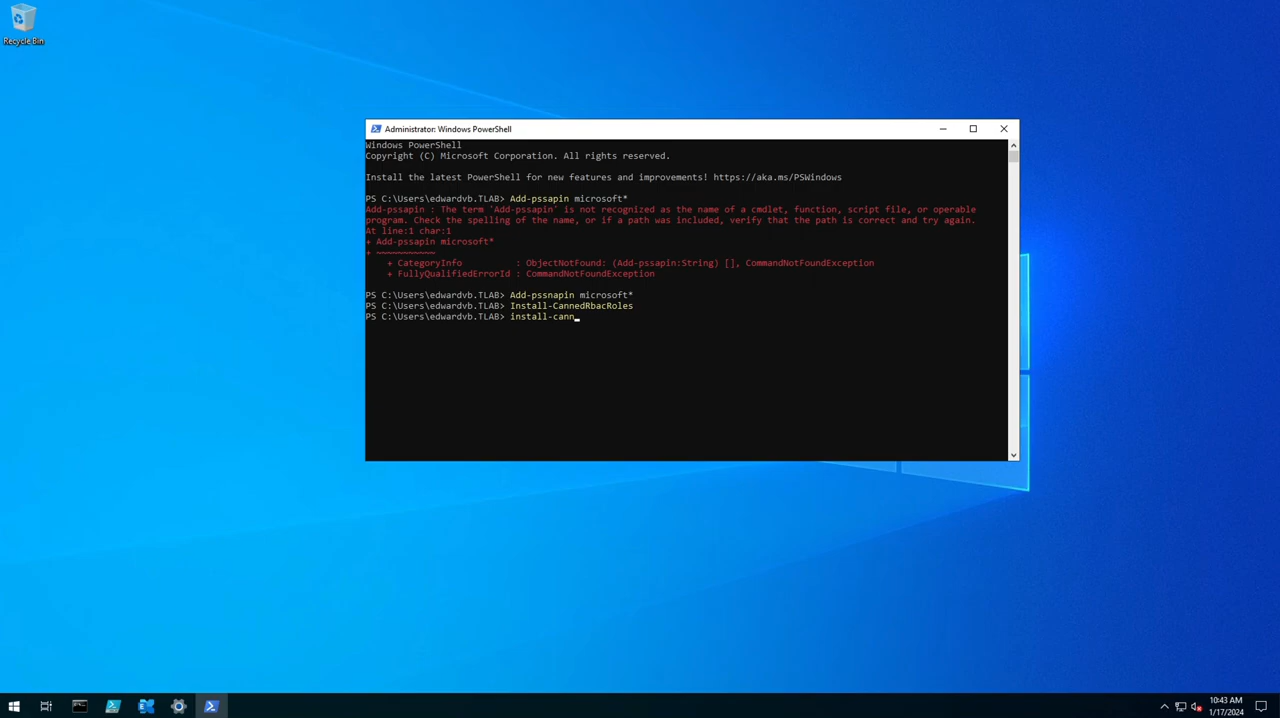 Recycle Bin
Administrator: Windows PowerShell
Windows PowerShell
Copyright (C) Microsoft Corporation. All rights reserved.
Install the latest PowerShell for new features and improvements! https://aka.ms/PSWindows
PS C:\Users\edwardvb.TLAB> Add-pssapin microsoft*
Add-pssapin : The term 'Add-pssapin' is not recognized as the name of a cmdlet, function, script file, or operable
program. Check the spelling of the name, or if a path was included, verify that the path is correct and try again.
At line:1 char:1
+ Add-pssapin microsoft*
+ ~~~~~~~~~~~
    + CategoryInfo          : ObjectNotFound: (Add-pssapin:String) [], CommandNotFoundException
    + FullyQualifiedErrorId : CommandNotFoundException
PS C:\Users\edwardvb.TLAB> Add-pssnapin microsoft*
PS C:\Users\edwardvb.TLAB> Install-CannedRbacRoles
PS C:\Users\edwardvb.TLAB> install-cann_
10:43 AM
1/17/2024